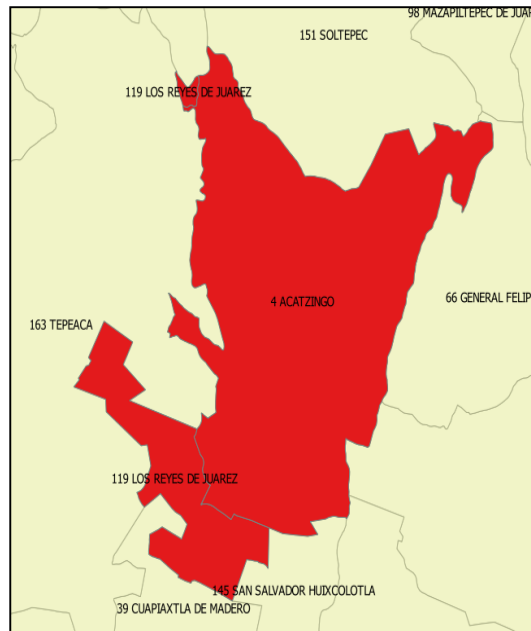 98 MAZAPILTEPEC DE JUAR
151 SOLTEPEC
119 LOS REYES DE JUAREZ
4 ACATZINGO
66 GENERAL FELIP
163 TEPEACA
119 LOS REYES DE JUAREZ
145 SAN SALVADOR HUIXCOLOTLA
39 CUAPIAXTLA DE MADERO